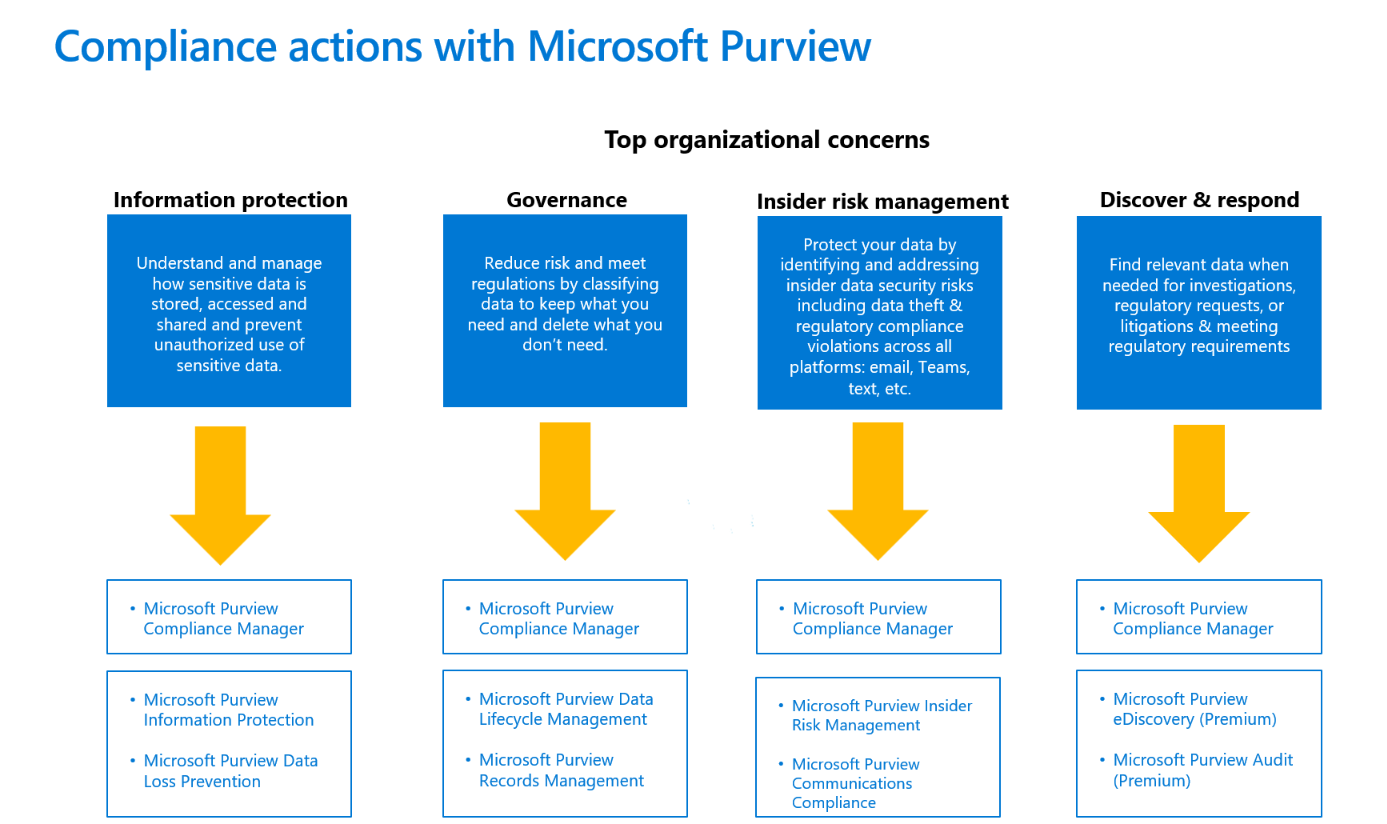 Compliance actions with Microsoft Purview
Top organizational concerns
Information protection
Understand and manage
how sensitive data is
stored, accessed and
shared and prevent
unauthorized use of
sensitive data.
• Microsoft Purview
Compliance Manager
• Microsoft Purview
Information Protection
• Microsoft Purview Data
Loss Prevention
Governance
Reduce risk and meet
regulations by classifying
data to keep what you
need and delete what you
don’t need.
• Microsoft Purview
Compliance Manager
• Microsoft Purview Data
Lifecycle Management
• Microsoft Purview
Records Management
Insider risk management
Protect your data by
identifying and addressing
insider data security risks
including data theft &
regulatory compliance
violations across all
platforms: email, Teams,
text, etc.
• Microsoft Purview
Compliance Manager
• Microsoft Purview Insider
Risk Management
• Microsoft Purview
Communications
Compliance
Discover & respond
Find relevant data when
needed for investigations,
regulatory requests, or
litigations & meeting
regulatory requirements
• Microsoft Purview
Compliance Manager
• Microsoft Purview
eDiscovery (Premium)
• Microsoft Purview Audit
(Premium)